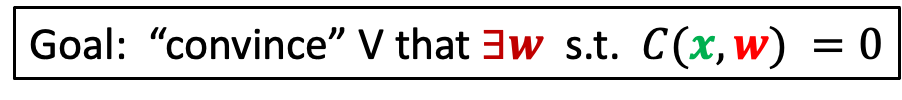 Goal: “convince” V that ∃w s.t. C(x, w) = 0